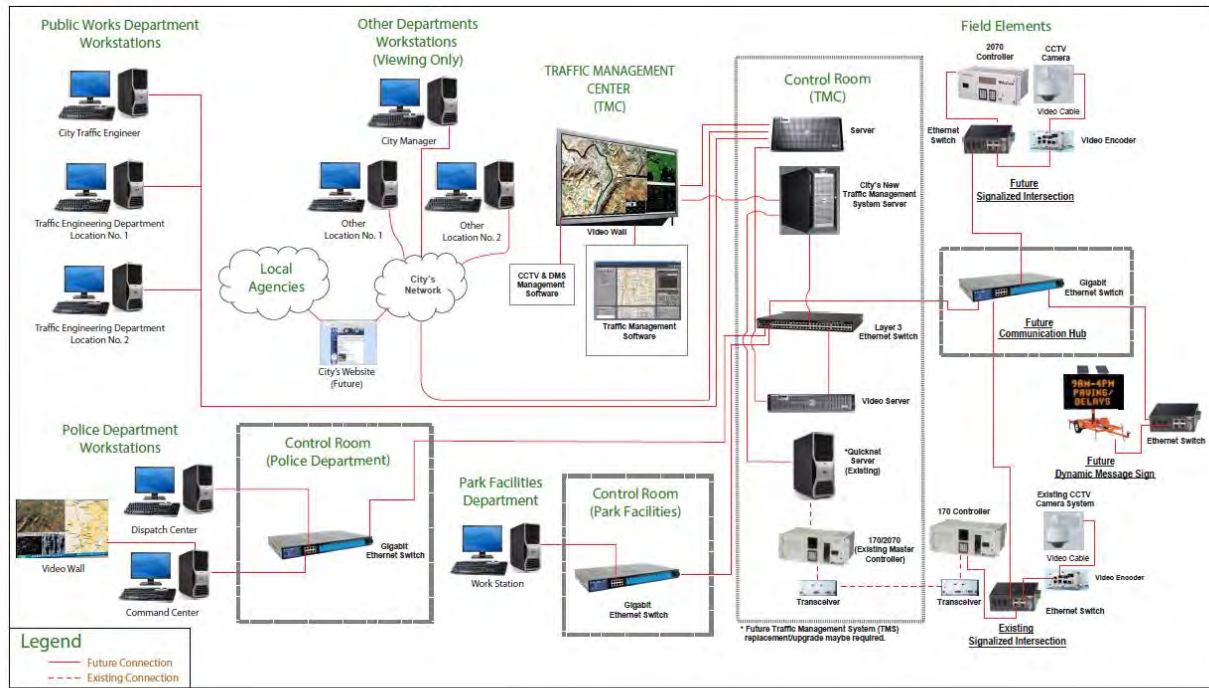 Public Works Department
Workstations
City Traffic Engineer
Traffic Engineering Department
Location No. 1
Traffic Engineering Department
Location No. 2
Other Departments
Workstations
(Viewing Only)
City Manager
Other
Location No. 1
Other
Location No. 2
Local
Agencies
City's
Network
City's Website
(Future)
TRAFFIC MANAGEMENT
CENTER
(TMC)
Video Wall
CCTV & DMS
Management
Software
Traffic Management
Software
Control Room
(TMC)
Server
City's New
Traffic Management
System Server
Layer 3
Ethernet Switch
Video Server
*Quicknet
Server
(Existing)
170/2070
(Existing Master
Controller)
Transceiver
* Future Traffic Management System (TMS)
replacement/upgrade maybe required.
Field Elements
2070
Controller
CCTV
Camera
Video Cable
Ethernet
Switch
Video Encoder
Future
Signalized Intersection
Gigabit
Ethernet Switch
Future
Communication Hub
9AM-4PM
PAVING/
DELAYS
Ethernet Switch
Future
Dynamic Message Sign
170 Controller
Existing CCTV
Camera System
Video Cable
Video Encoder
Transceiver
Ethernet Switch
Existing
Signalized Intersection
Police Department
Workstations
Dispatch Center
Video Wall
Command Center
Control Room
(Police Department)
Gigabit
Ethernet Switch
Park Facilities
Department
Work Station
Control Room
(Park Facilities)
Gigabit
Ethernet Switch
Legend
Future Connection
Existing Connection